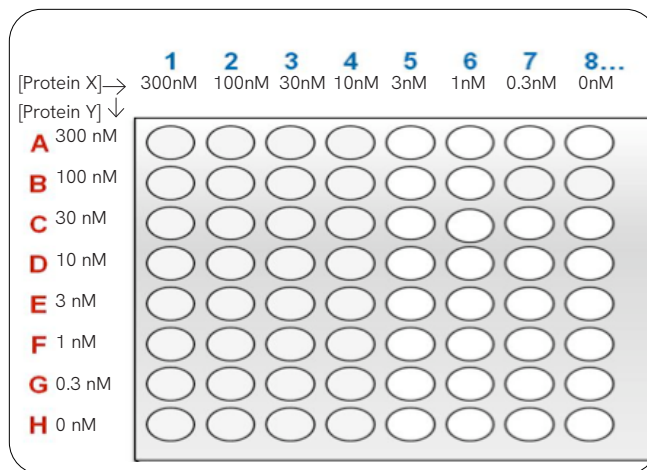 1 2 3 4 5 6 7 8...
[Protein X]→ 300nM 100nM 30nM 10nM 3nM 1nM 0.3nM 0nM
[Protein Y]↓
A 300 nM
B 100 nM
C 30 nM
D 10 nM
E 3 nM
F 1 nM
G 0.3 nM
H 0 nM